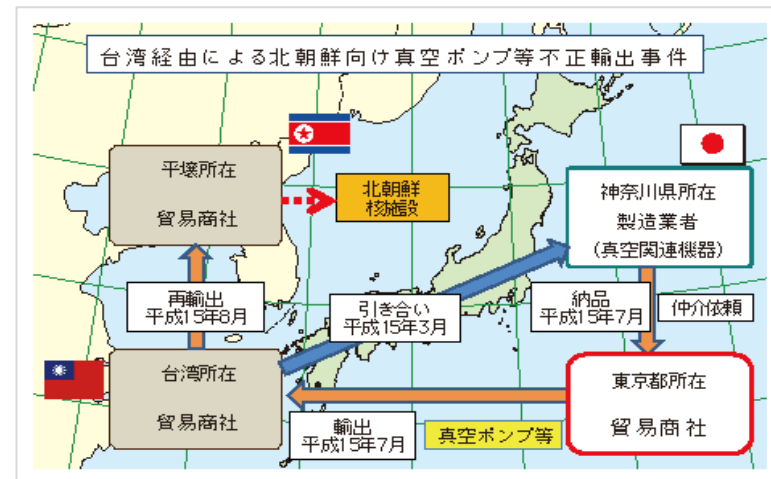 台湾経由による北朝鮮向け真空ポンプ等不正輸出事件
平壌所在
貿易商社
北朝鮮
核施設
神奈川県所在
製造業者
(真空関連機器)
再輸出
平成15年8月
引き合い
平成15年3月
納品
平成15年7月
仲介依頼
台湾所在
貿易商社
輸出
平成15年7月
真空ポンプ等
東京都所在
貿易商社